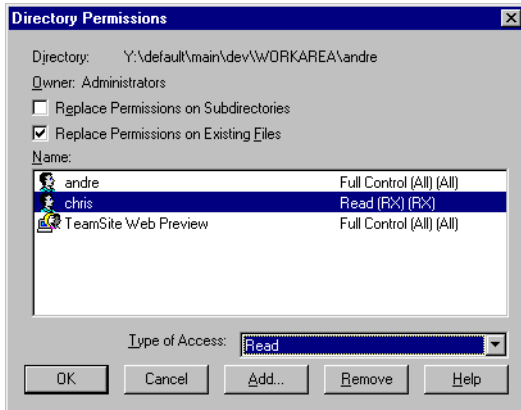 Directory Permissions
Directory: Y:\default\main\dev\WORKAREA\andre
Owner: Administrators
Replace Permissions on Subdirectories
Replace Permissions on Existing Files
Name:
andre Full Control (All) (All)
chris Read (RX) (RX)
TeamSite Web Preview Full Control (All) (All)
Type of Access: Read
OK Cancel Add... Remove Help